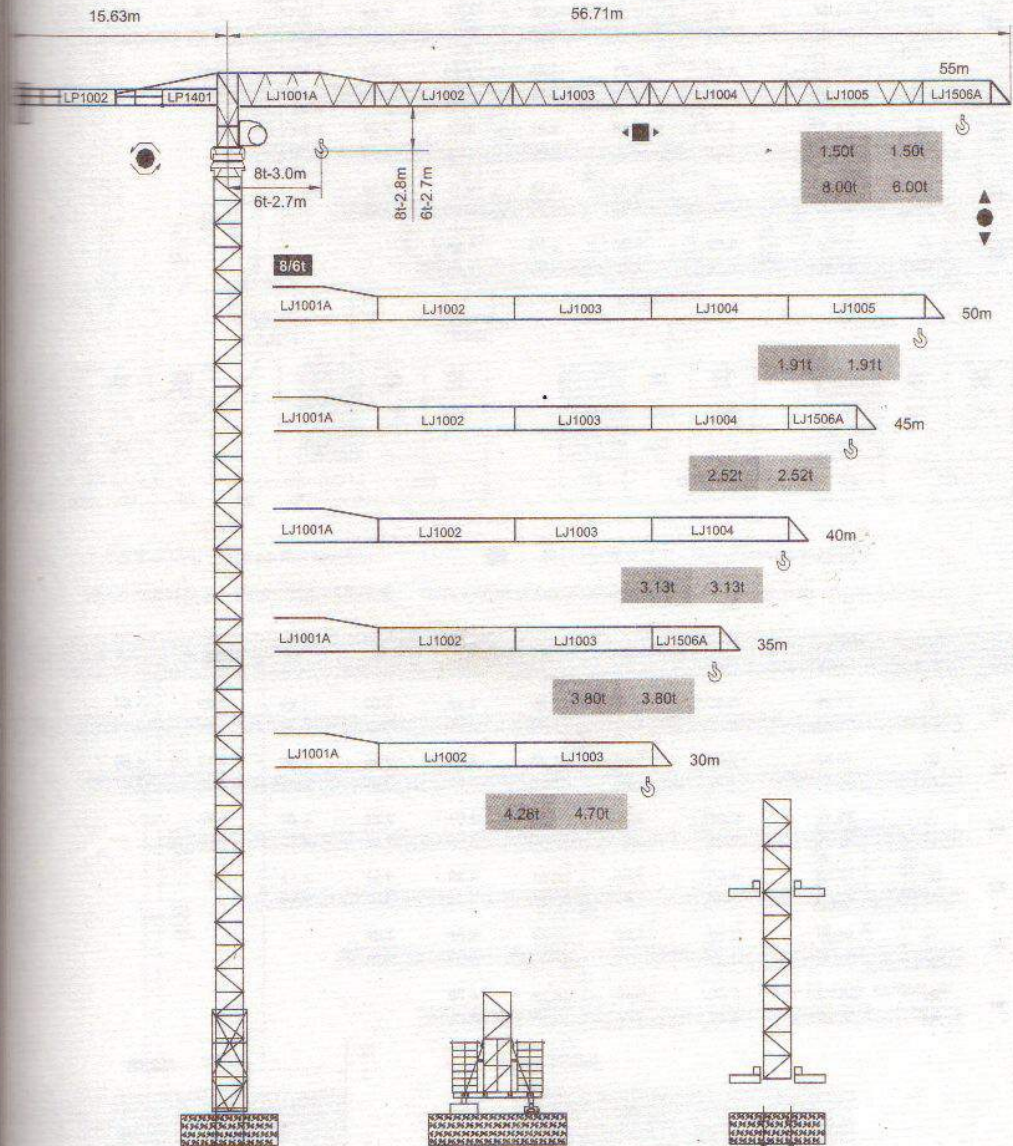 15.63m 56.71m
55m
LP1002 LP1401 LJ1001A LJ1002 LJ1003 LJ1004 LJ1005 LJ1506A
1.50t 1.50t
8.00t 6.00t
8t-3.0m
6t-2.7m
8t-2.8m
6t-2.7m
8/6t
LJ1001A LJ1002 LJ1003 LJ1004 LJ1005 50m
1.91t 1.91t
LJ1001A LJ1002 LJ1003 LJ1004 LJ1506A 45m
2.52t 2.52t
LJ1001A LJ1002 LJ1003 LJ1004 40m
3.13t 3.13t
LJ1001A LJ1002 LJ1003 LJ1506A 35m
3.80t 3.80t
LJ1001A LJ1002 LJ1003 30m
4.28t 4.70t